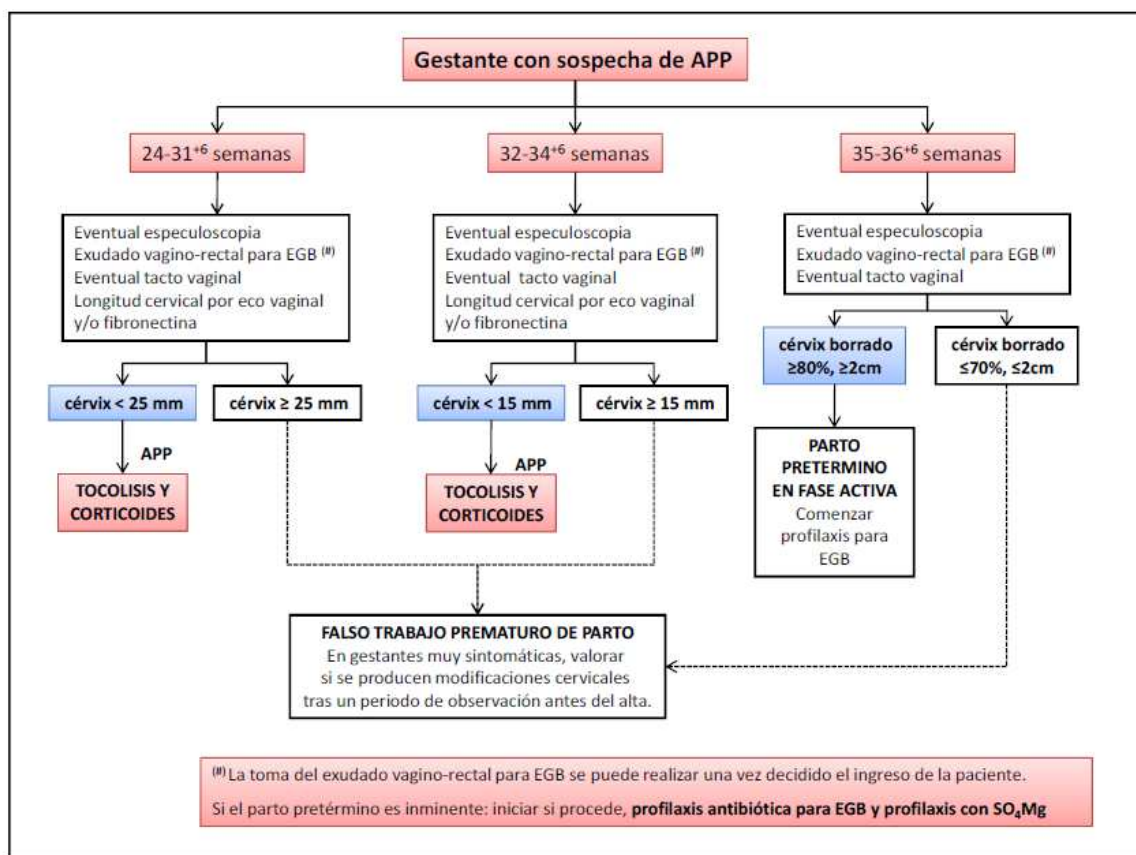 Gestante con sospecha de APP
24-31+6 semanas
32-34+6 semanas
35-36+6 semanas
Eventual especuloscopia
Exudado vagino-rectal para EGB (#)
Eventual tacto vaginal
Longitud cervical por eco vaginal
y/o fibronectina
Eventual especuloscopia
Exudado vagino-rectal para EGB (#)
Eventual tacto vaginal
Longitud cervical por eco vaginal
y/o fibronectina
Eventual especuloscopia
Exudado vagino-rectal para EGB (#)
Eventual tacto vaginal
cérvix < 25 mm
cérvix ≥ 25 mm
cérvix < 15 mm
cérvix ≥ 15 mm
cérvix borrado
≥80%, ≥2cm
cérvix borrado
≤70%, ≤2cm
APP
TOCOLISIS Y
CORTICOIDES
APP
TOCOLISIS Y
CORTICOIDES
PARTO
PRETERMINO
EN FASE ACTIVA
Comenzar
profilaxis para
EGB
FALSO TRABAJO PREMATURO DE PARTO
En gestantes muy sintomáticas, valorar
si se producen modificaciones cervicales
tras un periodo de observación antes del alta.
(#) La toma del exudado vagino-rectal para EGB se puede realizar una vez decidido el ingreso de la paciente.
Si el parto pretérmino es inminente: iniciar si procede, profilaxis antibiótica para EGB y profilaxis con SO4Mg